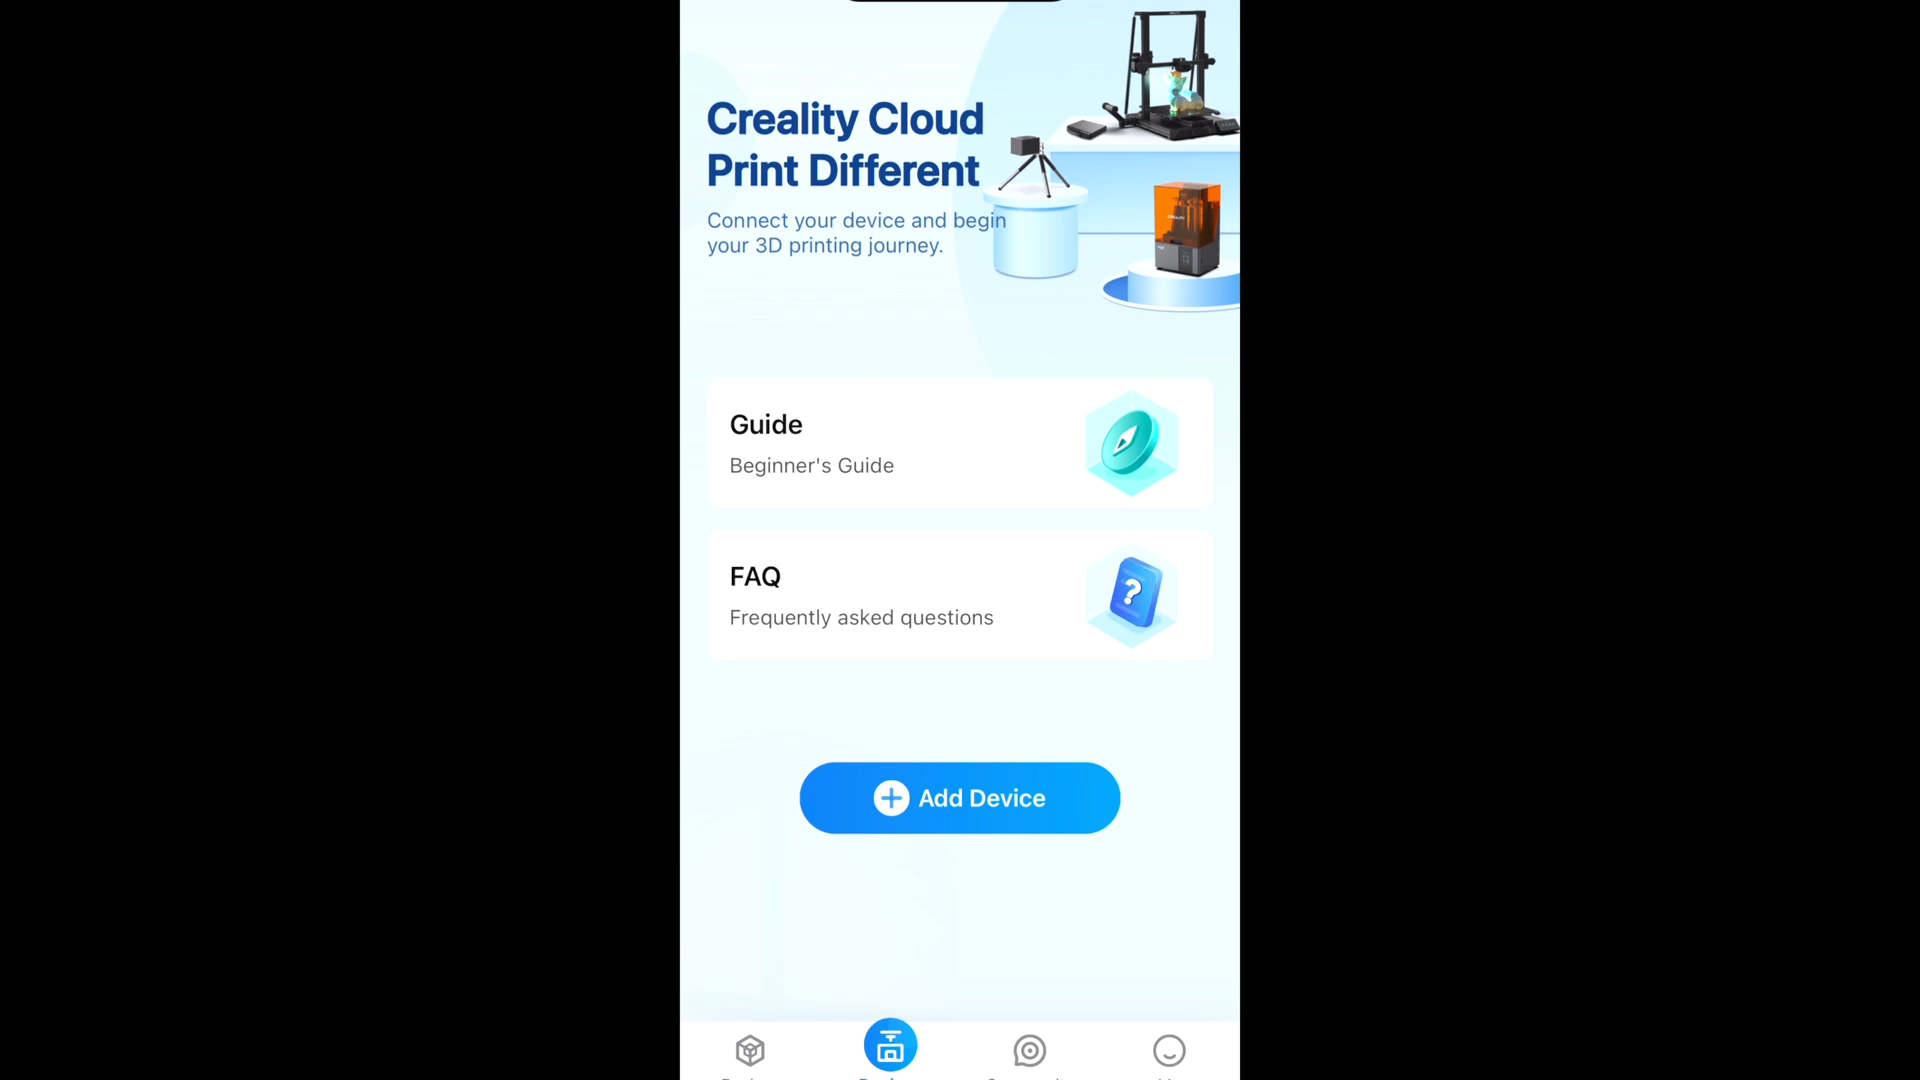 Creality Cloud
Print Different
Connect your device and begin
your 3D printing journey.
Guide
Beginner's Guide
FAQ
Frequently asked questions
Add Device